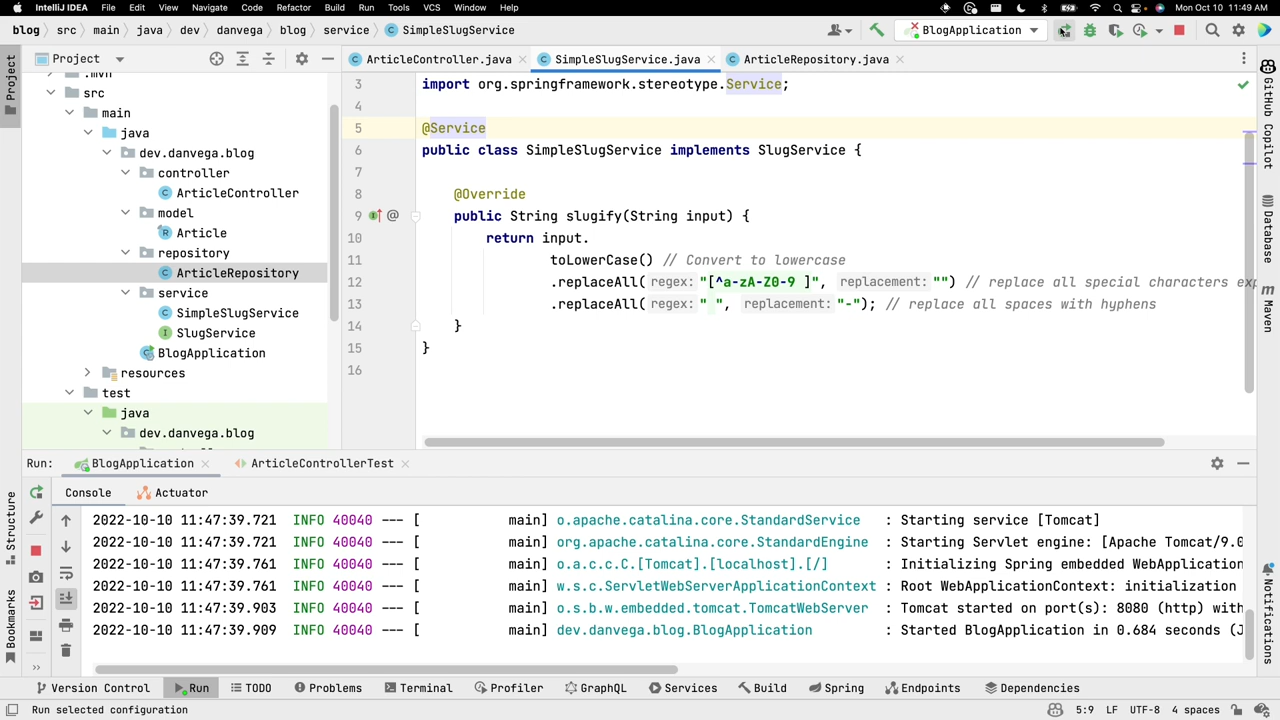 IntelliJ IDEA File Edit View Navigate Code Refactor Build Run Tools VCS Window Help Mon Oct 10 11:49 AM
blog src main java dev danvega blog service SimpleSlugService BlogApplication
Project ArticleController.java SimpleSlugService.java ArticleRepository.java
.mvn
src
main
java
dev.danvega.blog
controller
ArticleController
model
Article
repository
ArticleRepository
service
SimpleSlugService
SlugService
BlogApplication
resources
test
java
dev.danvega.blog
3 import org.springframework.stereotype.Service;
4
5 @Service
6 public class SimpleSlugService implements SlugService {
7
8 @Override
9 public String slugify(String input) {
10 return input.
11 toLowerCase() // Convert to lowercase
12 .replaceAll( regex: "[^a-zA-Z0-9 ]", replacement: "") // replace all special characters exp
13 .replaceAll( regex: " ", replacement: "-"); // replace all spaces with hyphens
14 }
15 }
16
Project
Structure
Bookmarks
GitHub Copilot
Database
Maven
Notifications
Run: BlogApplication ArticleControllerTest
Console Actuator
2022-10-10 11:47:39.721 INFO 40040 --- [ main] o.apache.catalina.core.StandardService : Starting service [Tomcat]
2022-10-10 11:47:39.721 INFO 40040 --- [ main] org.apache.catalina.core.StandardEngine : Starting Servlet engine: [Apache Tomcat/9.0
2022-10-10 11:47:39.761 INFO 40040 --- [ main] o.a.c.c.C.[Tomcat].[localhost].[/] : Initializing Spring embedded WebApplication
2022-10-10 11:47:39.761 INFO 40040 --- [ main] w.s.c.ServletWebServerApplicationContext : Root WebApplicationContext: initialization
2022-10-10 11:47:39.903 INFO 40040 --- [ main] o.s.b.w.embedded.tomcat.TomcatWebServer : Tomcat started on port(s): 8080 (http) with
2022-10-10 11:47:39.909 INFO 40040 --- [ main] dev.danvega.blog.BlogApplication : Started BlogApplication in 0.684 seconds (J
Version Control Run TODO Problems Terminal Profiler GraphQL Services Build Spring Endpoints Dependencies
Run selected configuration 5:9 LF UTF-8 4 spaces